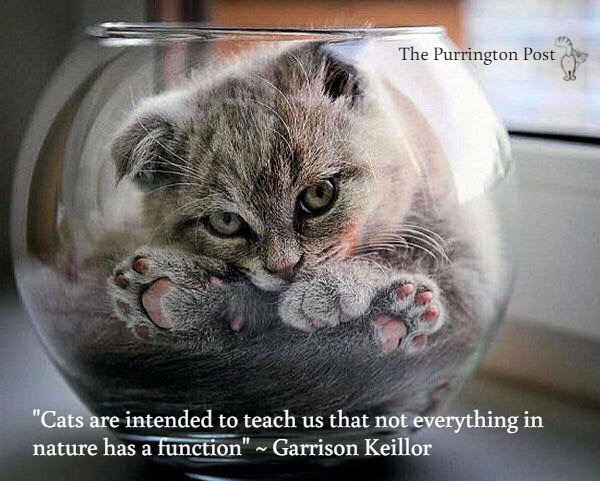 The Purrington Post
"Cats are intended to teach us that not everything in
nature has a function" ~ Garrison Keillor